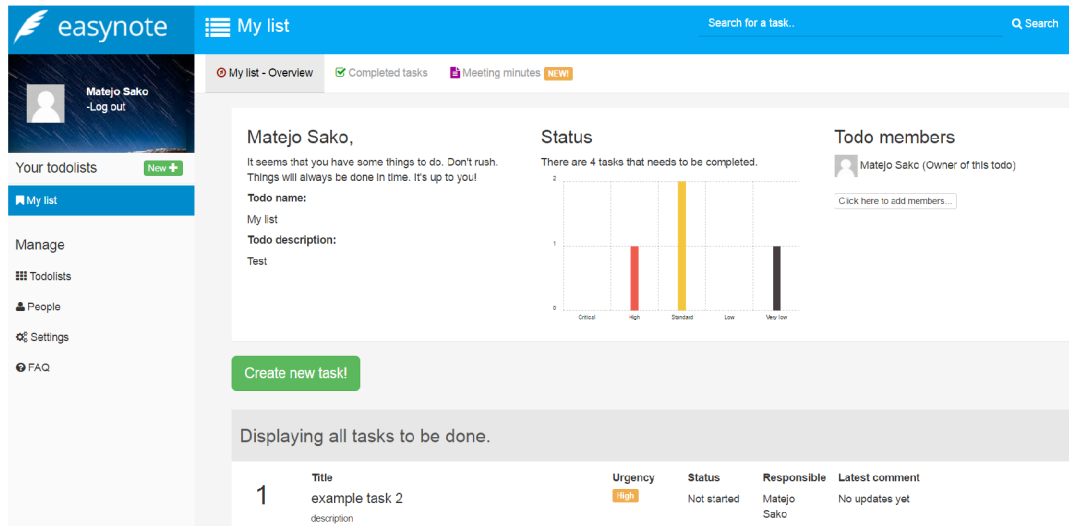 easynote
My list
Search for a task..
Search
My list - Overview
Completed tasks
Meeting minutes NEW!
Matejo Sako
-Log out
Your todolists
New
My list
Manage
Todolists
People
Settings
FAQ
Matejo Sako,
It seems that you have some things to do. Don't rush.
Things will always be done in time. It's up to you!
Todo name:
My list
Todo description:
Test
Status
There are 4 tasks that needs to be completed.
2
1
0
Critical High Standard Low Very low
Todo members
Matejo Sako (Owner of this todo)
Click here to add members...
Create new task!
Displaying all tasks to be done.
Title Urgency Status Responsible Latest comment
1 example task 2 High Not started Matejo No updates yet
Sako
description